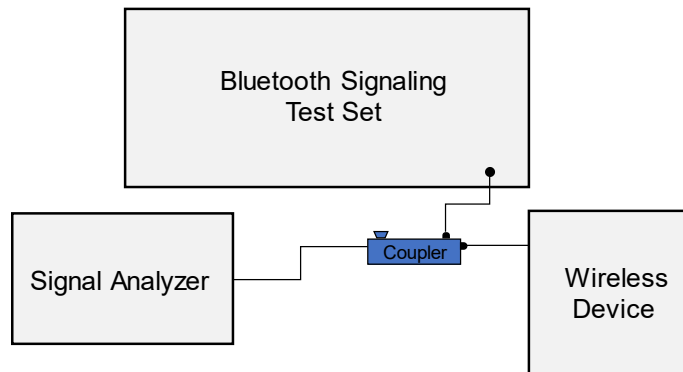 Bluetooth Signaling
Test Set
Signal Analyzer
Coupler
Wireless
Device